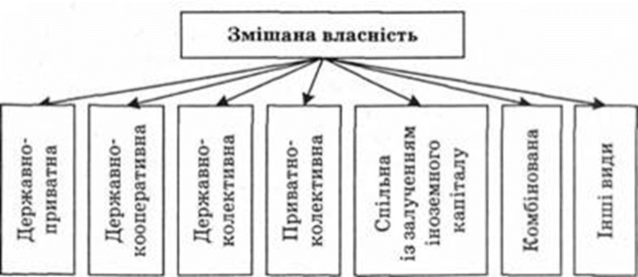 Змішана власність
Державно-
приватна
Державно-
кооперативна
Державно-
колективна
Приватно-
колективна
Спільна
із залученням
іноземного
капіталу
Комбінована
Інші види